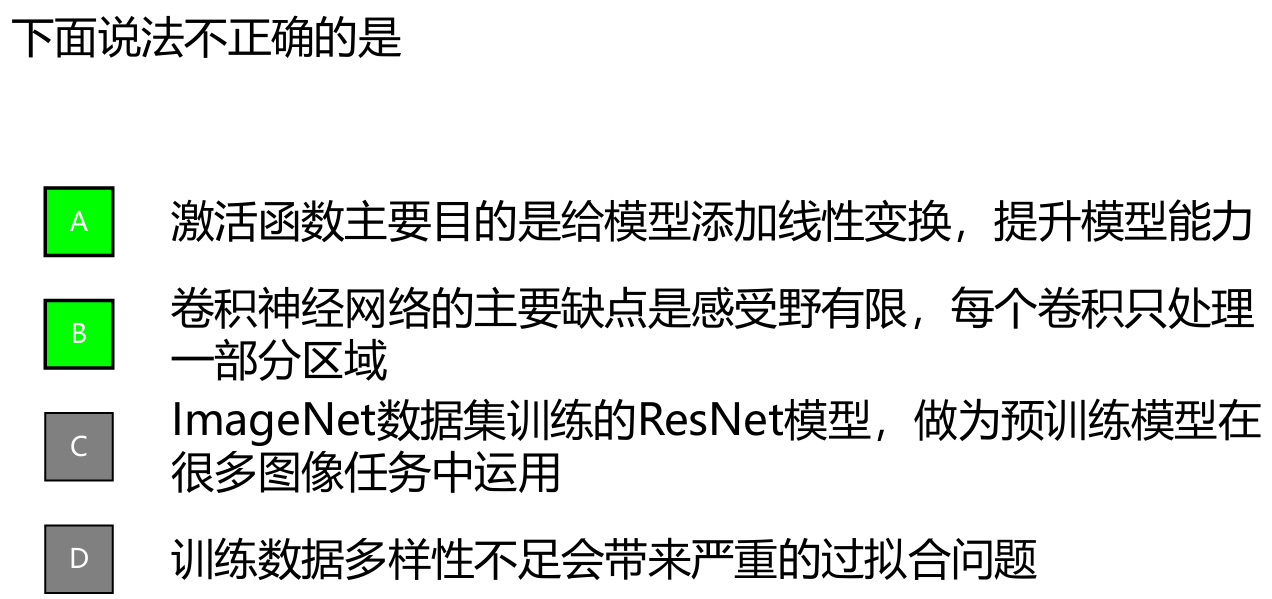 下面说法不正确的是
A 激活函数主要目的是给模型添加线性变换，提升模型能力
B 卷积神经网络的主要缺点是感受野有限，每个卷积只处理
一部分区域
C ImageNet数据集训练的ResNet模型，做为预训练模型在
很多图像任务中运用
D 训练数据多样性不足会带来严重的过拟合问题